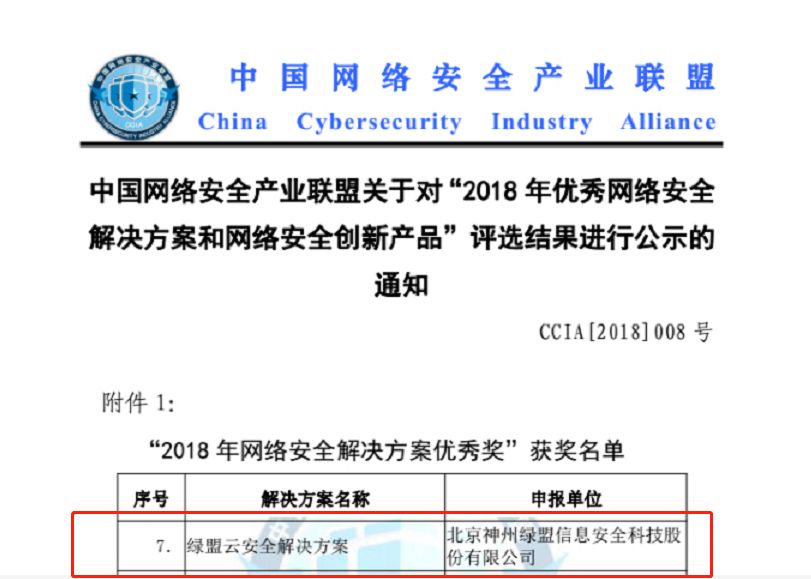 中国网络安全产业联盟
China Cybersecurity Industry Alliance
中国网络安全产业联盟关于对“2018 年优秀网络安全
解决方案和网络安全创新产品”评选结果进行公示的
通知
CCIA[2018]008 号
附件 1：
“2018 年网络安全解决方案优秀奖”获奖名单
序号 解决方案名称 申报单位
7. 绿盟云安全解决方案 北京神州绿盟信息安全科技股
份有限公司